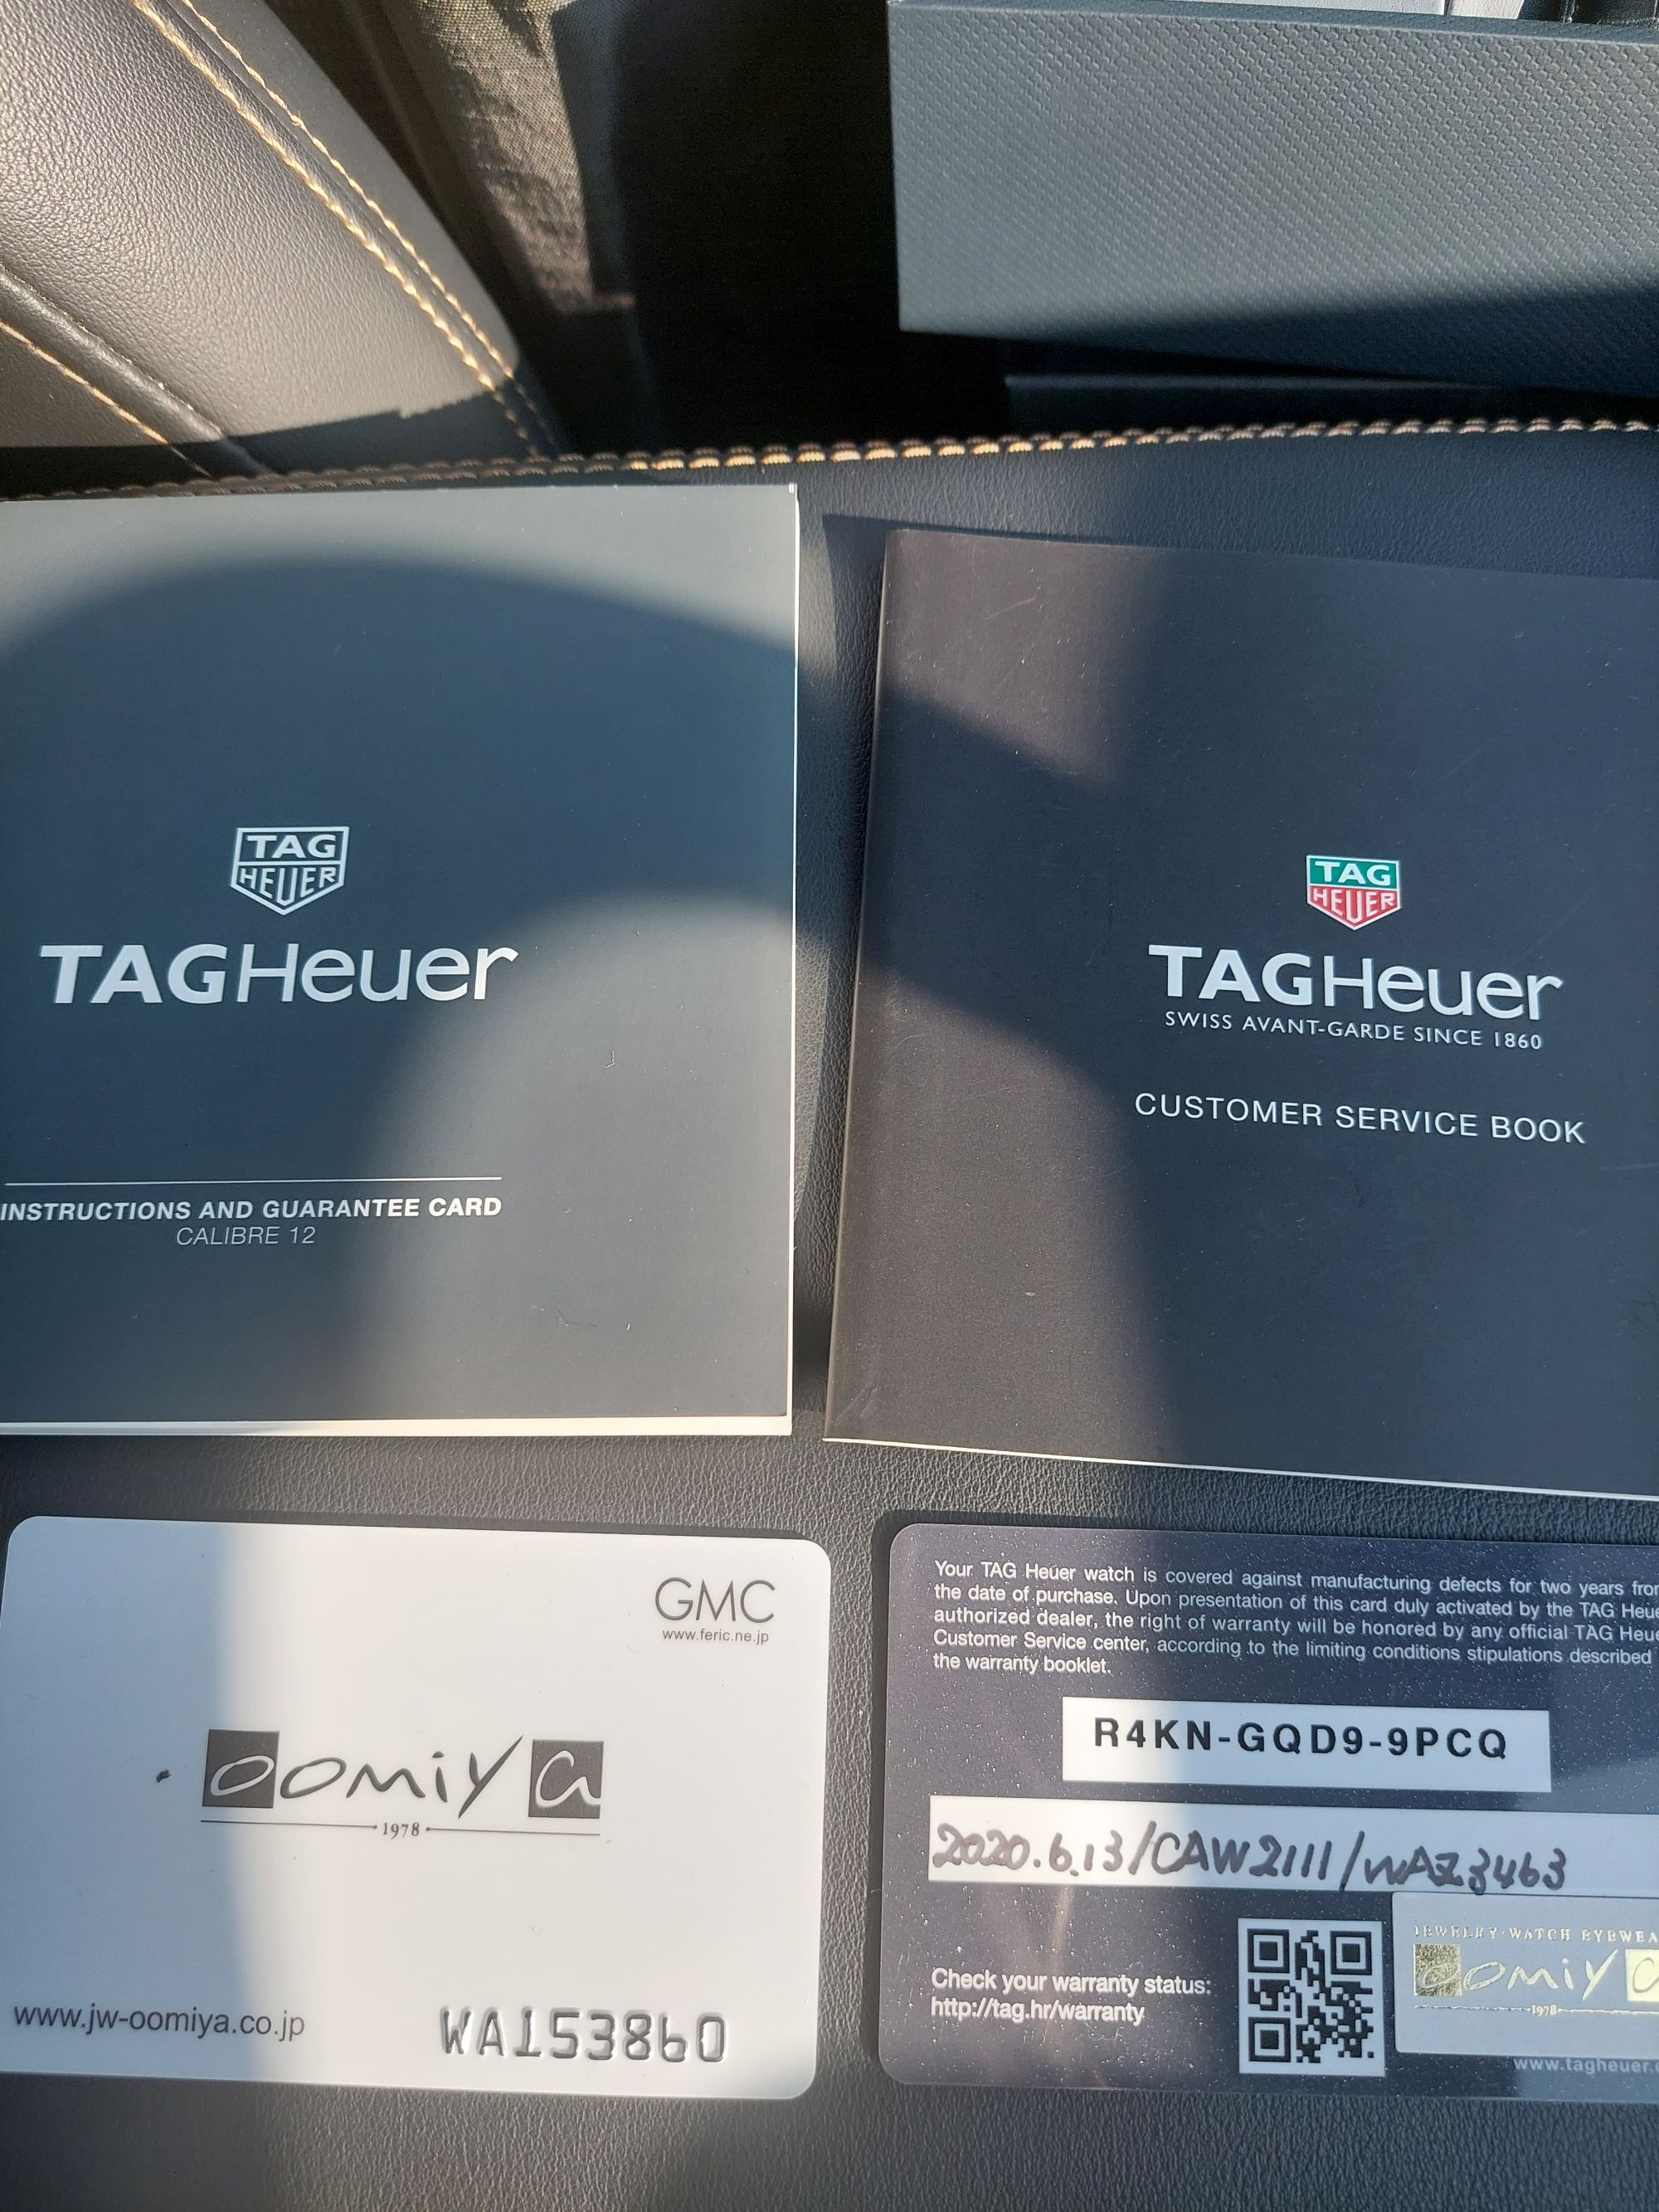 TAG
HEUER
TAGHeuer
INSTRUCTIONS AND GUARANTEE CARD
CALIBRE 12
TAG
HEUER
TAGHeuer
SWISS AVANT-GARDE SINCE 1860
CUSTOMER SERVICE BOOK
GMC
www.feric.ne.jp
oomiya
1978
www.jw-oomiya.co.jp
WA153860
Your TAG Heuer watch is covered against manufacturing defects for two years from
the date of purchase. Upon presentation of this card duly activated by the TAG Heue
authorized dealer, the right of warranty will be honored by any official TAG Heue
Customer Service center, according to the limiting conditions stipulations described
the warranty booklet.
R4KN-GQD9-9PCQ
2020.6.13/CAW2111/WAZ3463
Check your warranty status:
http://tag.hr/warranty
JEWELRY·WATCH EYEWEA
oomiya
1978
www.tagheuer.